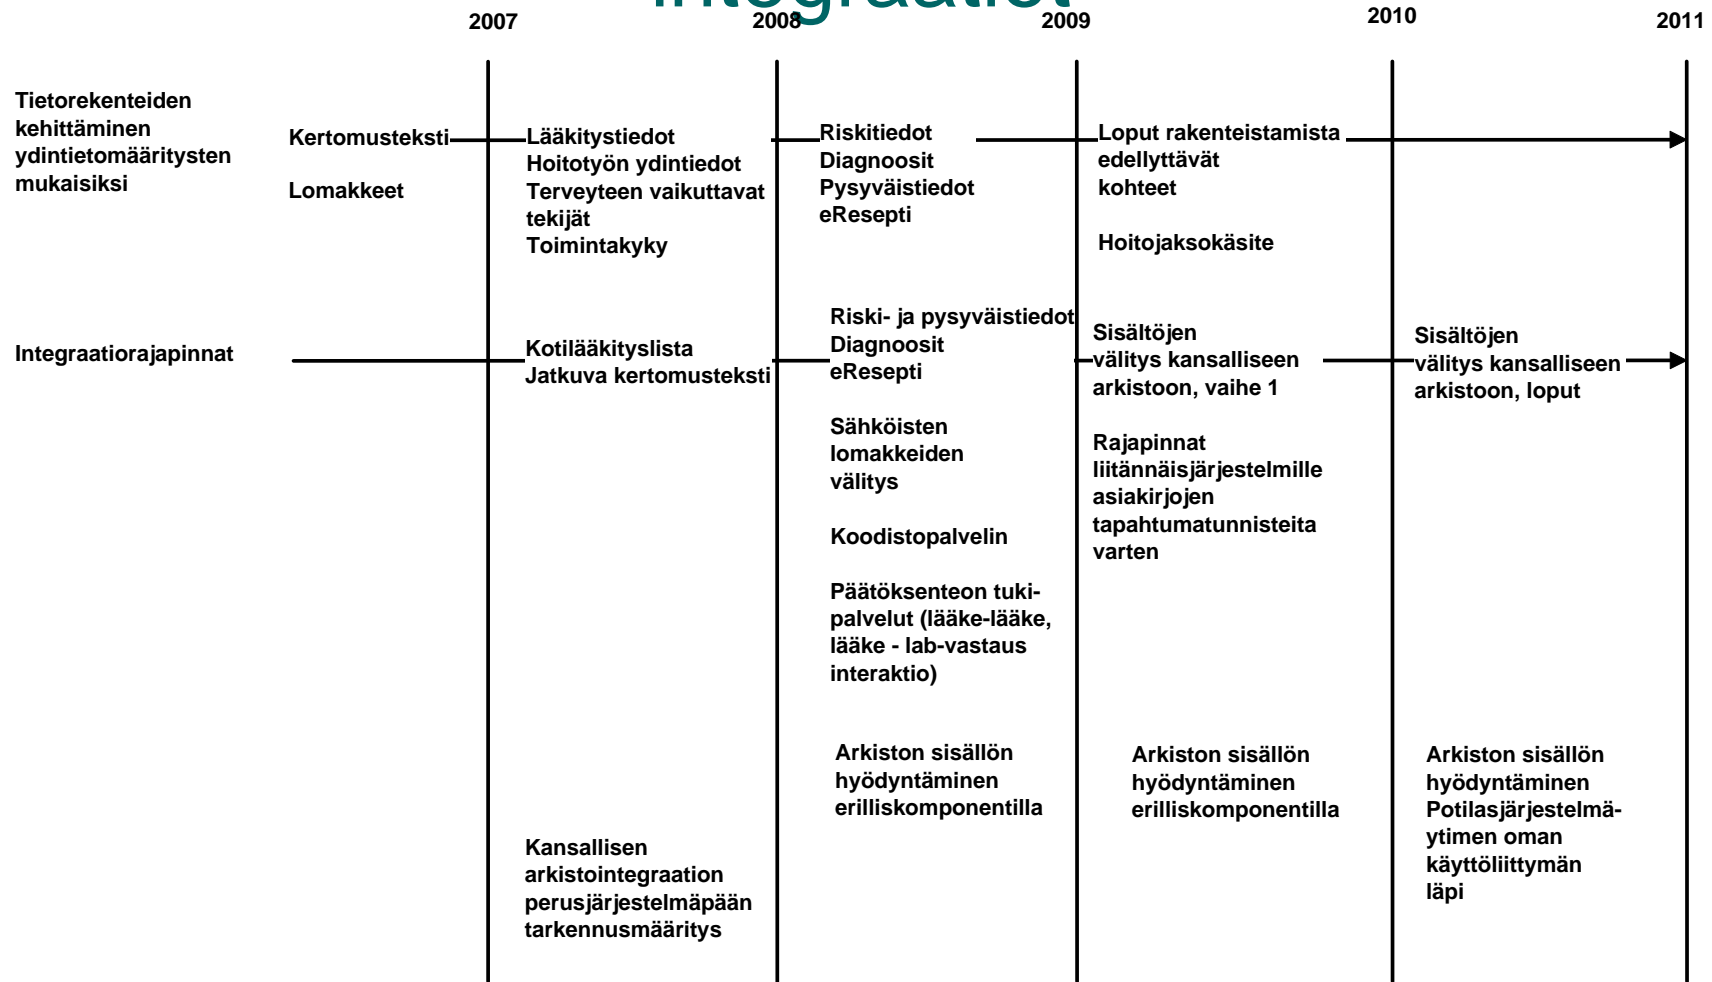 integraatiot
2007
2008
2009
2010
2011
Tietorekenteiden
kehittäminen
ydintietomääritysten
mukaisiksi
Kertomusteksti
Lomakkeet
Lääkitystiedot
Hoitotyön ydintiedot
Terveyteen vaikuttavat
tekijät
Toimintakyky
Riskitiedot
Diagnoosit
Pysyväistiedot
eResepti
Loput rakenteistamista
edellyttävät
kohteet
Hoitojaksokäsite
Integraatiorajapinnat
Kotilääkityslista
Jatkuva kertomusteksti
Riski- ja pysyväistiedot
Diagnoosit
eResepti
Sähköisten
lomakkeiden
välitys
Koodistopalvelin
Päätöksenteon tuki-
palvelut (lääke-lääke,
lääke - lab-vastaus
interaktio)
Sisältöjen
välitys kansalliseen
arkistoon, vaihe 1
Rajapinnat
liitännäisjärjestelmille
asiakirjojen
tapahtumatunnisteita
varten
Sisältöjen
välitys kansalliseen
arkistoon, loput
Kansallisen
arkistointegraation
perusjärjestelmäpään
tarkennusmääritys
Arkiston sisällön
hyödyntäminen
erilliskomponentilla
Arkiston sisällön
hyödyntäminen
erilliskomponentilla
Arkiston sisällön
hyödyntäminen
Potilasjärjestelmä-
ytimen oman
käyttöliittymän
läpi